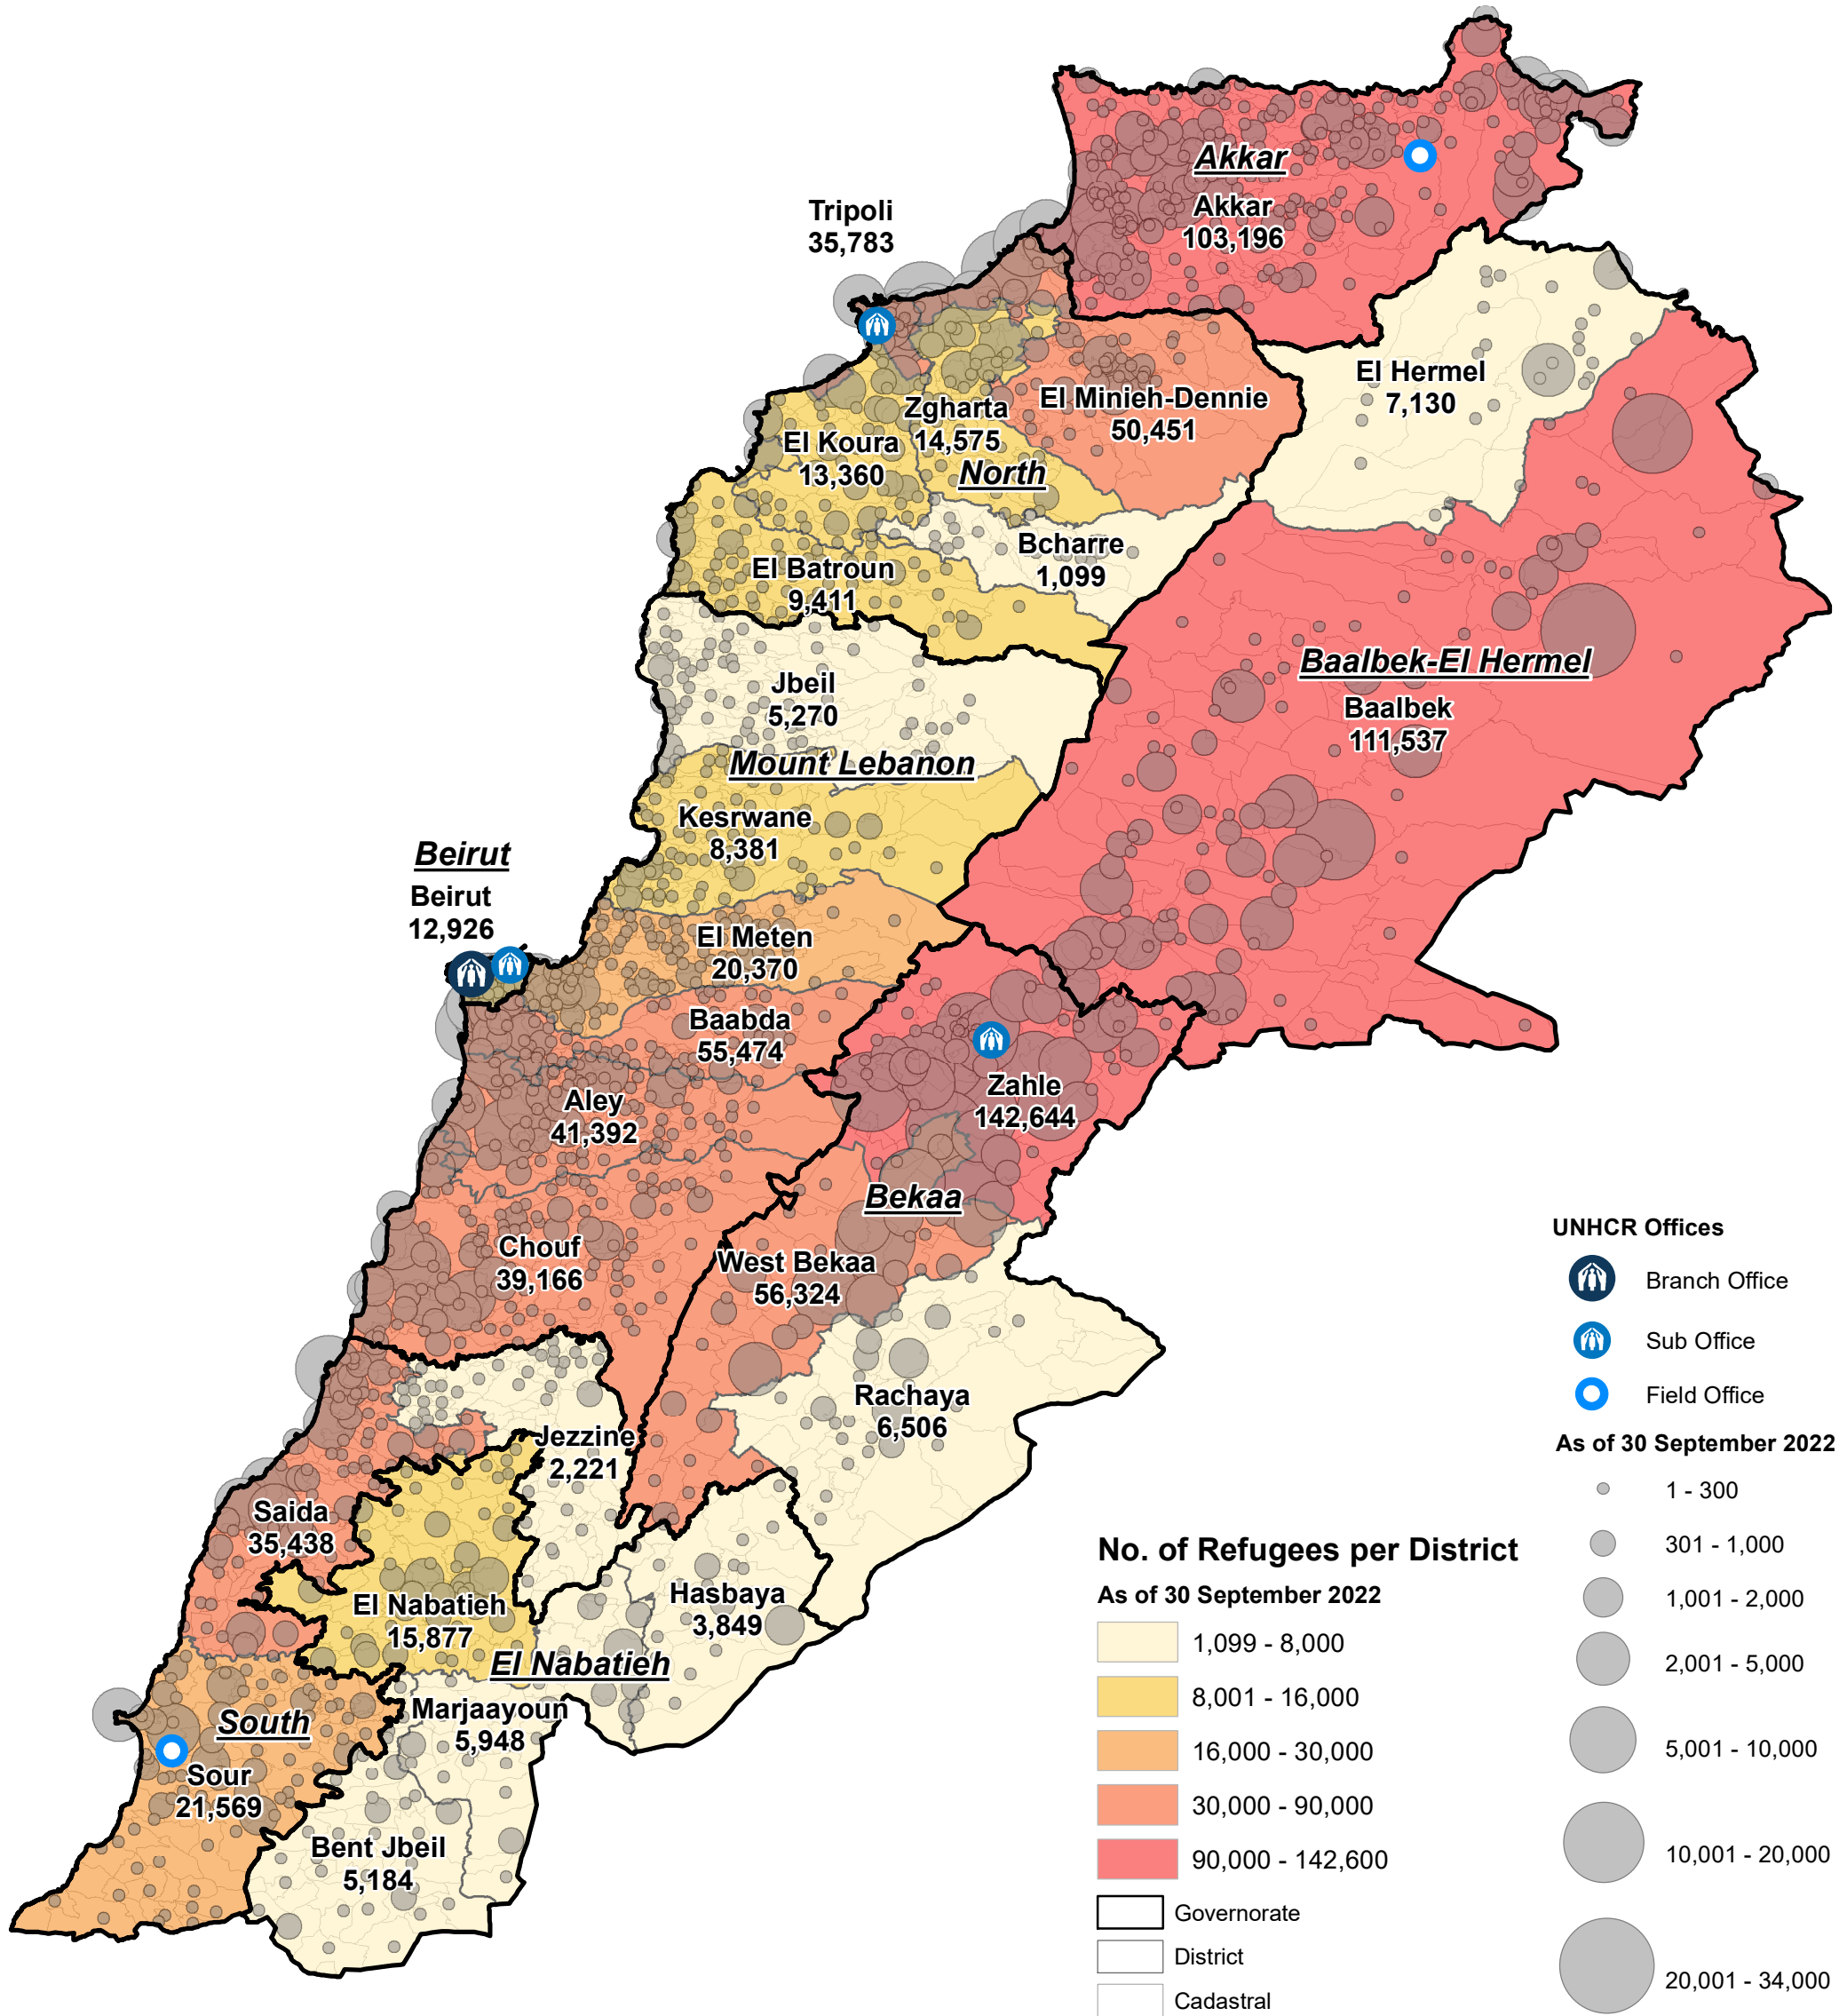 Akkar
Akkar
103,196
Tripoli
35,783
El Hermel
7,130
El Minieh-Dennie
50,451
Zgharta
14,575
El Koura
13,360
North
Bcharre
1,099
El Batroun
9,411
Baalbek-El Hermel
Baalbek
111,537
Jbeil
5,270
Mount Lebanon
Kesrwane
8,381
Beirut
Beirut
12,926
El Meten
20,370
Baabda
55,474
Zahle
142,644
Aley
41,392
Bekaa
Chouf
39,166
West Bekaa
56,324
Rachaya
6,506
Jezzine
2,221
Saida
35,438
Hasbaya
3,849
El Nabatieh
15,877
El Nabatieh
Marjaayoun
5,948
South
Sour
21,569
Bent Jbeil
5,184
UNHCR Offices
Branch Office
Sub Office
Field Office
As of 30 September 2022
1 - 300
301 - 1,000
1,001 - 2,000
2,001 - 5,000
5,001 - 10,000
10,001 - 20,000
20,001 - 34,000
No. of Refugees per District
As of 30 September 2022
1,099 - 8,000
8,001 - 16,000
16,000 - 30,000
30,000 - 90,000
90,000 - 142,600
Governorate
District
Cadastral